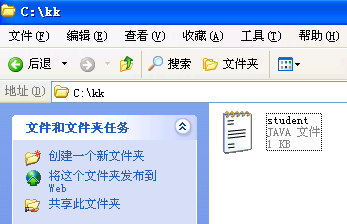 C:\kk
文件(F) 编辑(E) 查看(V) 收藏(A) 工具(T) 帮助(H)
后退 搜索 文件夹
地址(D) C:\kk
文件和文件夹任务
创建一个新文件夹
将这个文件夹发布到
Web
共享此文件夹
student
JAVA 文件
1 KB